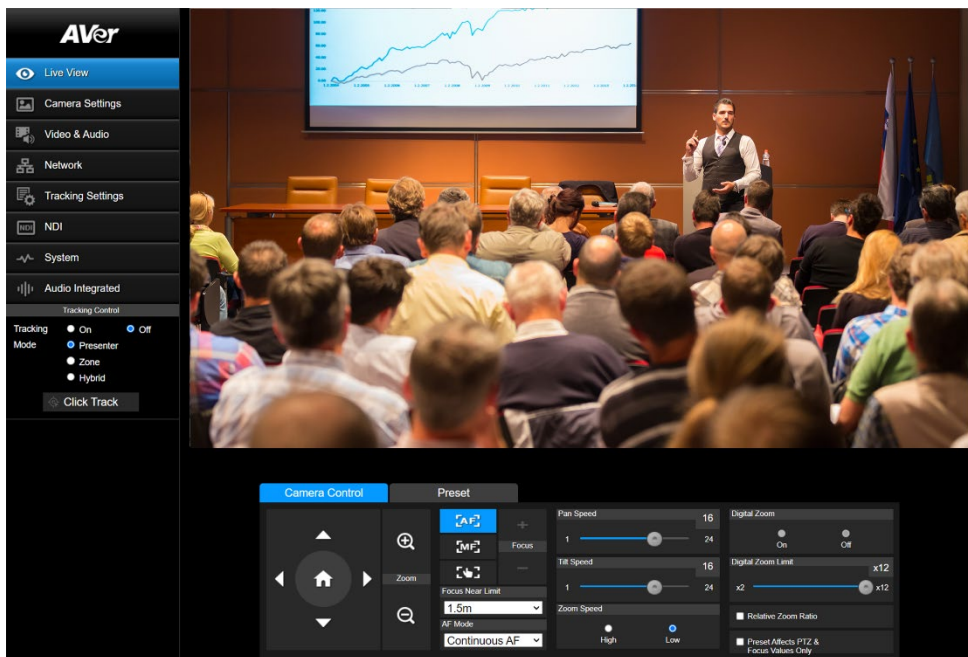 AVer
Live View
Camera Settings
Video & Audio
Network
Tracking Settings
NDI
NDI
System
Audio Integrated
Tracking Control
Tracking
On
Off
Mode
Presenter
Zone
Hybrid
Click Track
Camera Control
Preset
AF
MF
Focus
Zoom
Focus Near Limit
1.5m
AF Mode
Continuous AF
Pan Speed
16
1
24
Tilt Speed
16
1
24
Zoom Speed
High
Low
Digital Zoom
On
Off
Digital Zoom Limit
x12
x2
x12
Relative Zoom Ratio
Preset Affects PTZ &
Focus Values Only